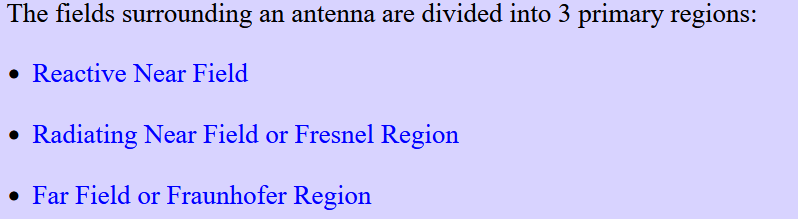 The fields surrounding an antenna are divided into 3 primary regions:
• Reactive Near Field
• Radiating Near Field or Fresnel Region
• Far Field or Fraunhofer Region